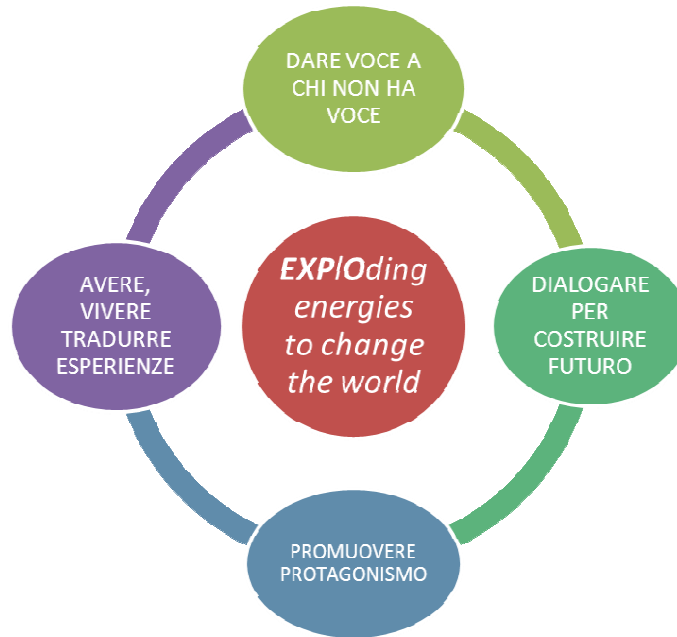 DARE VOCE A
CHI NON HA
VOCE
AVERE,
VIVERE
TRADURRE
ESPERIENZE
EXPlOding
energies
to change
the world
DIALOGARE
PER
COSTRUIRE
FUTURO
PROMUOVERE
PROTAGONISMO